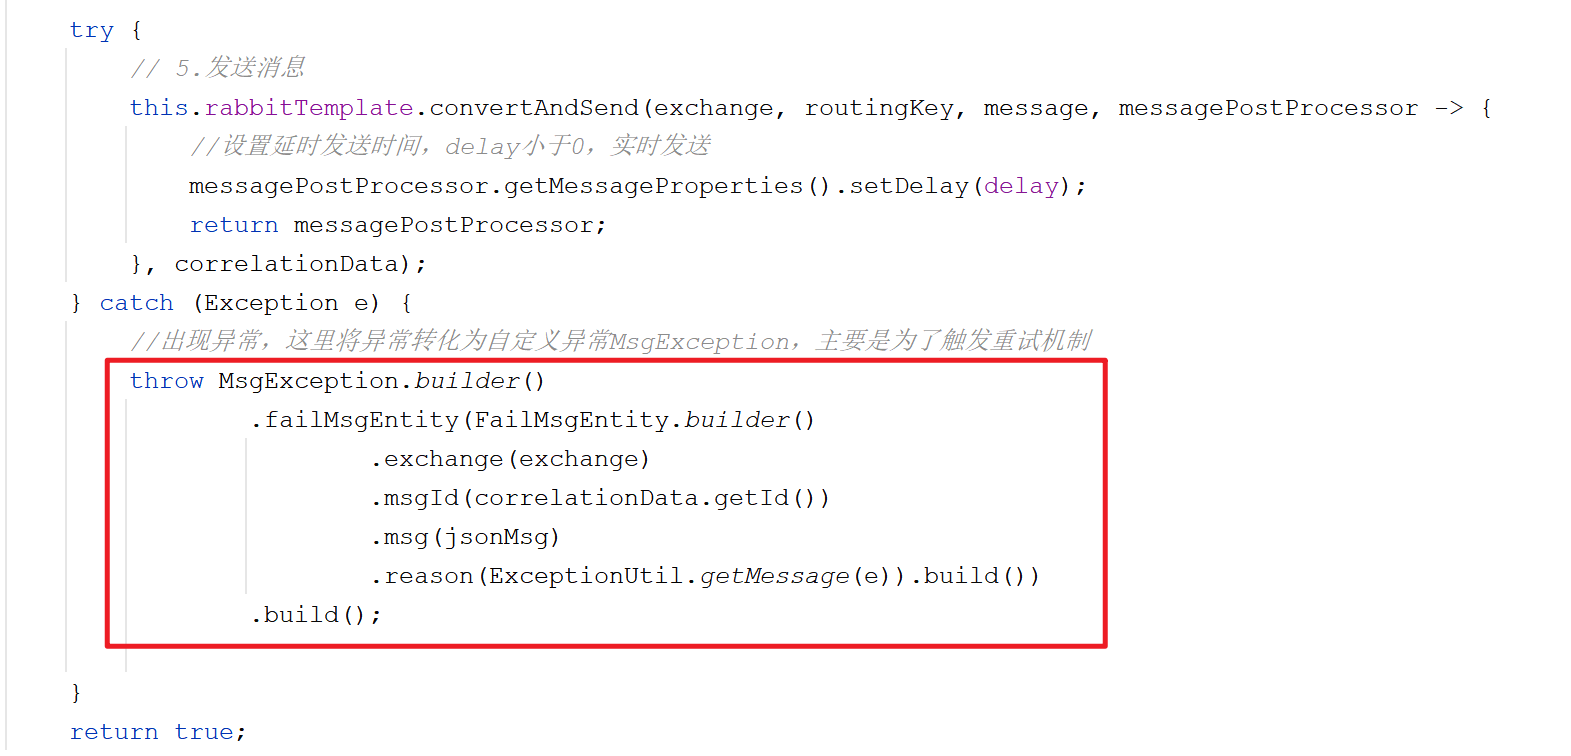 try {
// 5.发送消息
this.rabbitTemplate.convertAndSend(exchange, routingKey, message, messagePostProcessor -> {
//设置延时发送时间，delay小于0，实时发送
messagePostProcessor.getMessageProperties().setDelay(delay);
return messagePostProcessor;
}, correlationData);
} catch (Exception e) {
//出现异常，这里将异常转化为自定义异常MsgException，主要是为了触发重试机制
throw MsgException.builder()
.failMsgEntity(FailMsgEntity.builder()
.exchange(exchange)
.msgId(correlationData.getId())
.msg(jsonMsg)
.reason(ExceptionUtil.getMessage(e)).build())
.build();
}
return true;